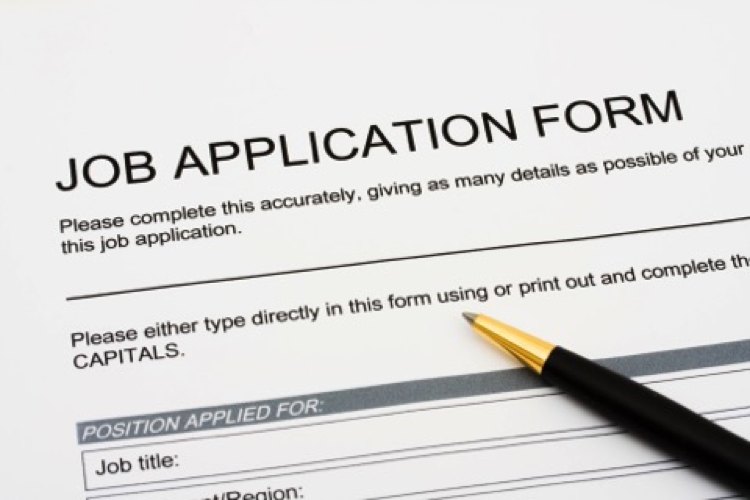 JOB APPLICATION FORM
Please complete this accurately, giving as many details as possible of your
this job application.
Please either type directly in this form using or print out and complete
CAPITALS.
POSITION APPLIED FOR:
Job title:
Region: